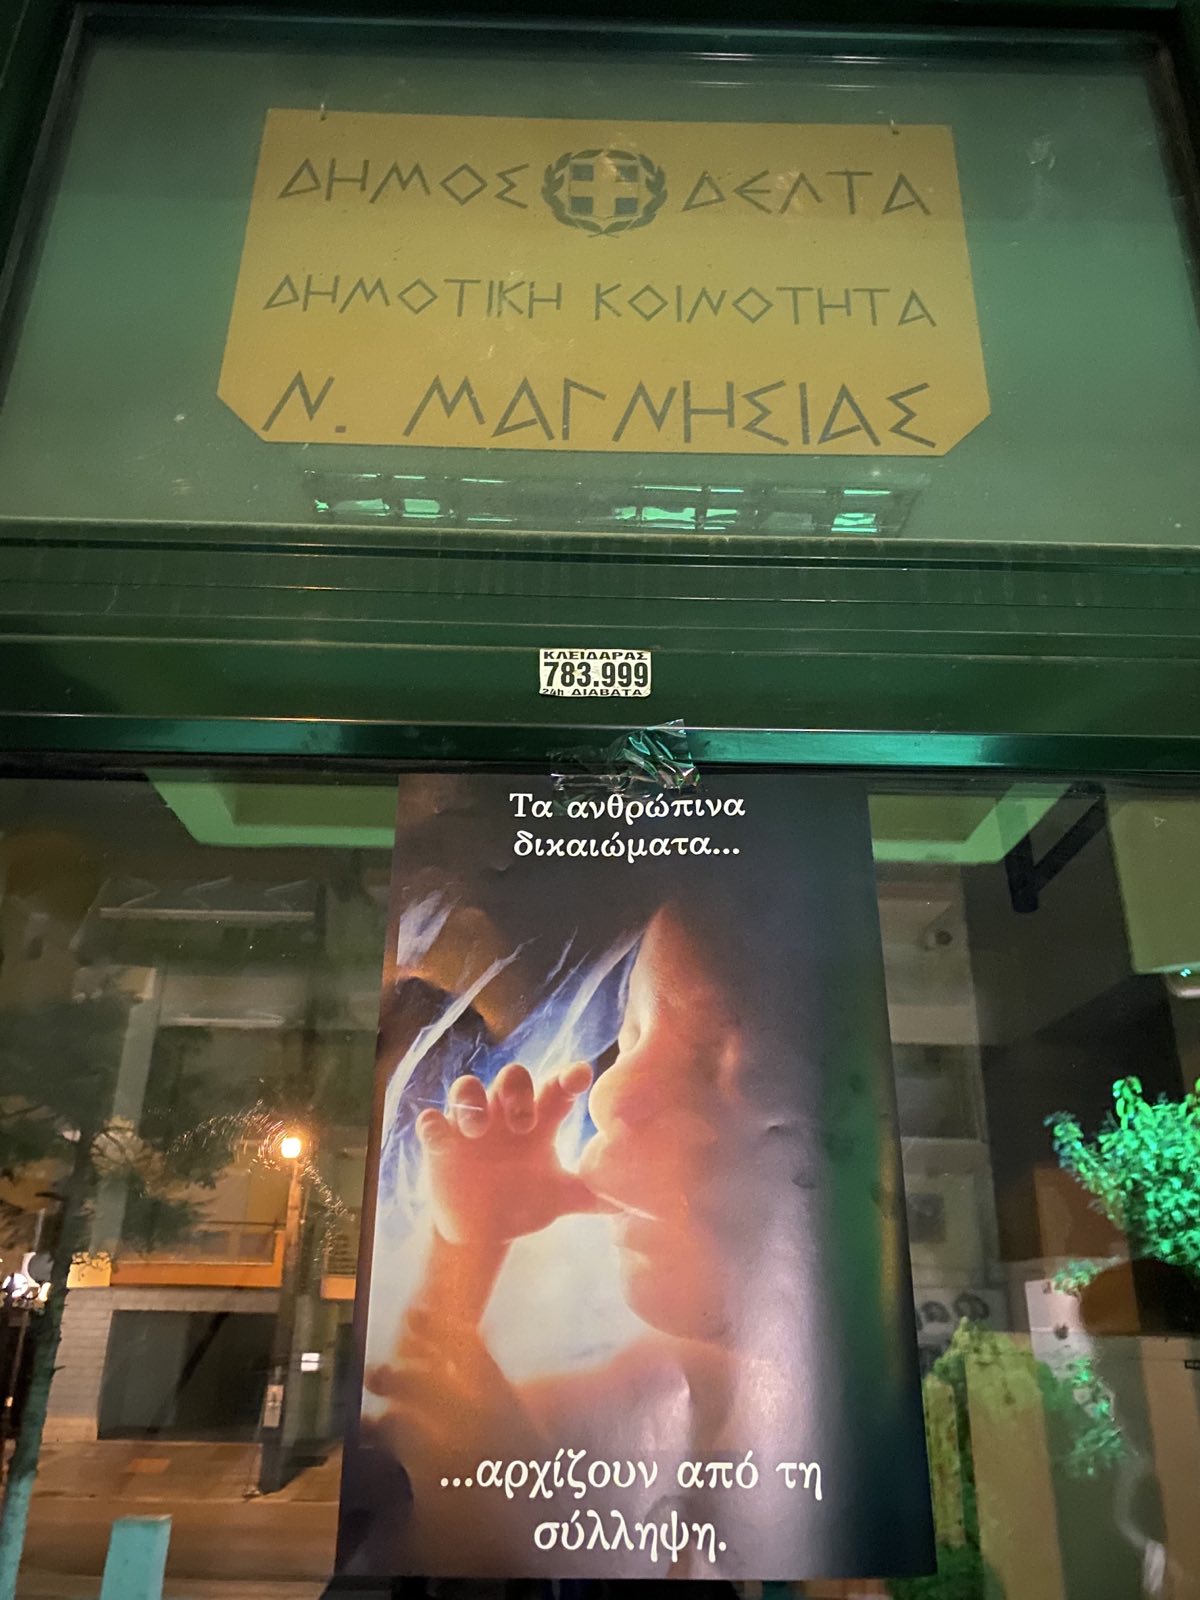 ΔΗΜΟΣ ΔΕΛΤΑ
ΔΗΜΟΤΙΚΗ ΚΟΙΝΟΤΗΤΑ
Ν. ΜΑΓΝΗΣΙΑΣ
ΚΛΕΙΔΑΡΑΣ
783.999
24h ΔΙΑΒΑΤΑ
Τα ανθρώπινα
δικαιώματα...
...αρχίζουν από τη
σύλληψη.